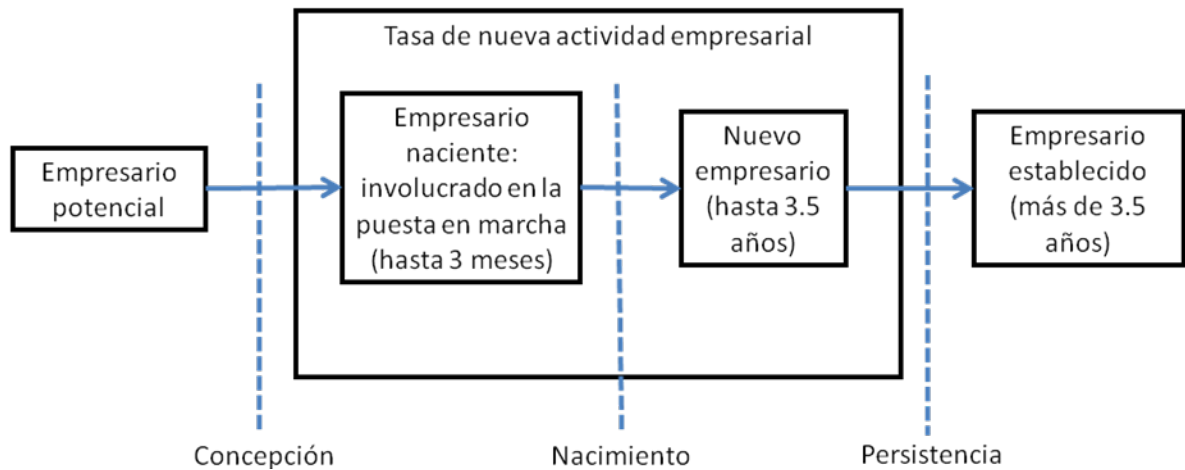 Tasa de nueva actividad empresarial
Empresario
potencial
Empresario
naciente:
involucrado en la
puesta en marcha
(hasta 3 meses)
Nuevo
empresario
(hasta 3.5
años)
Empresario
establecido
(más de 3.5
años)
Concepción
Nacimiento
Persistencia